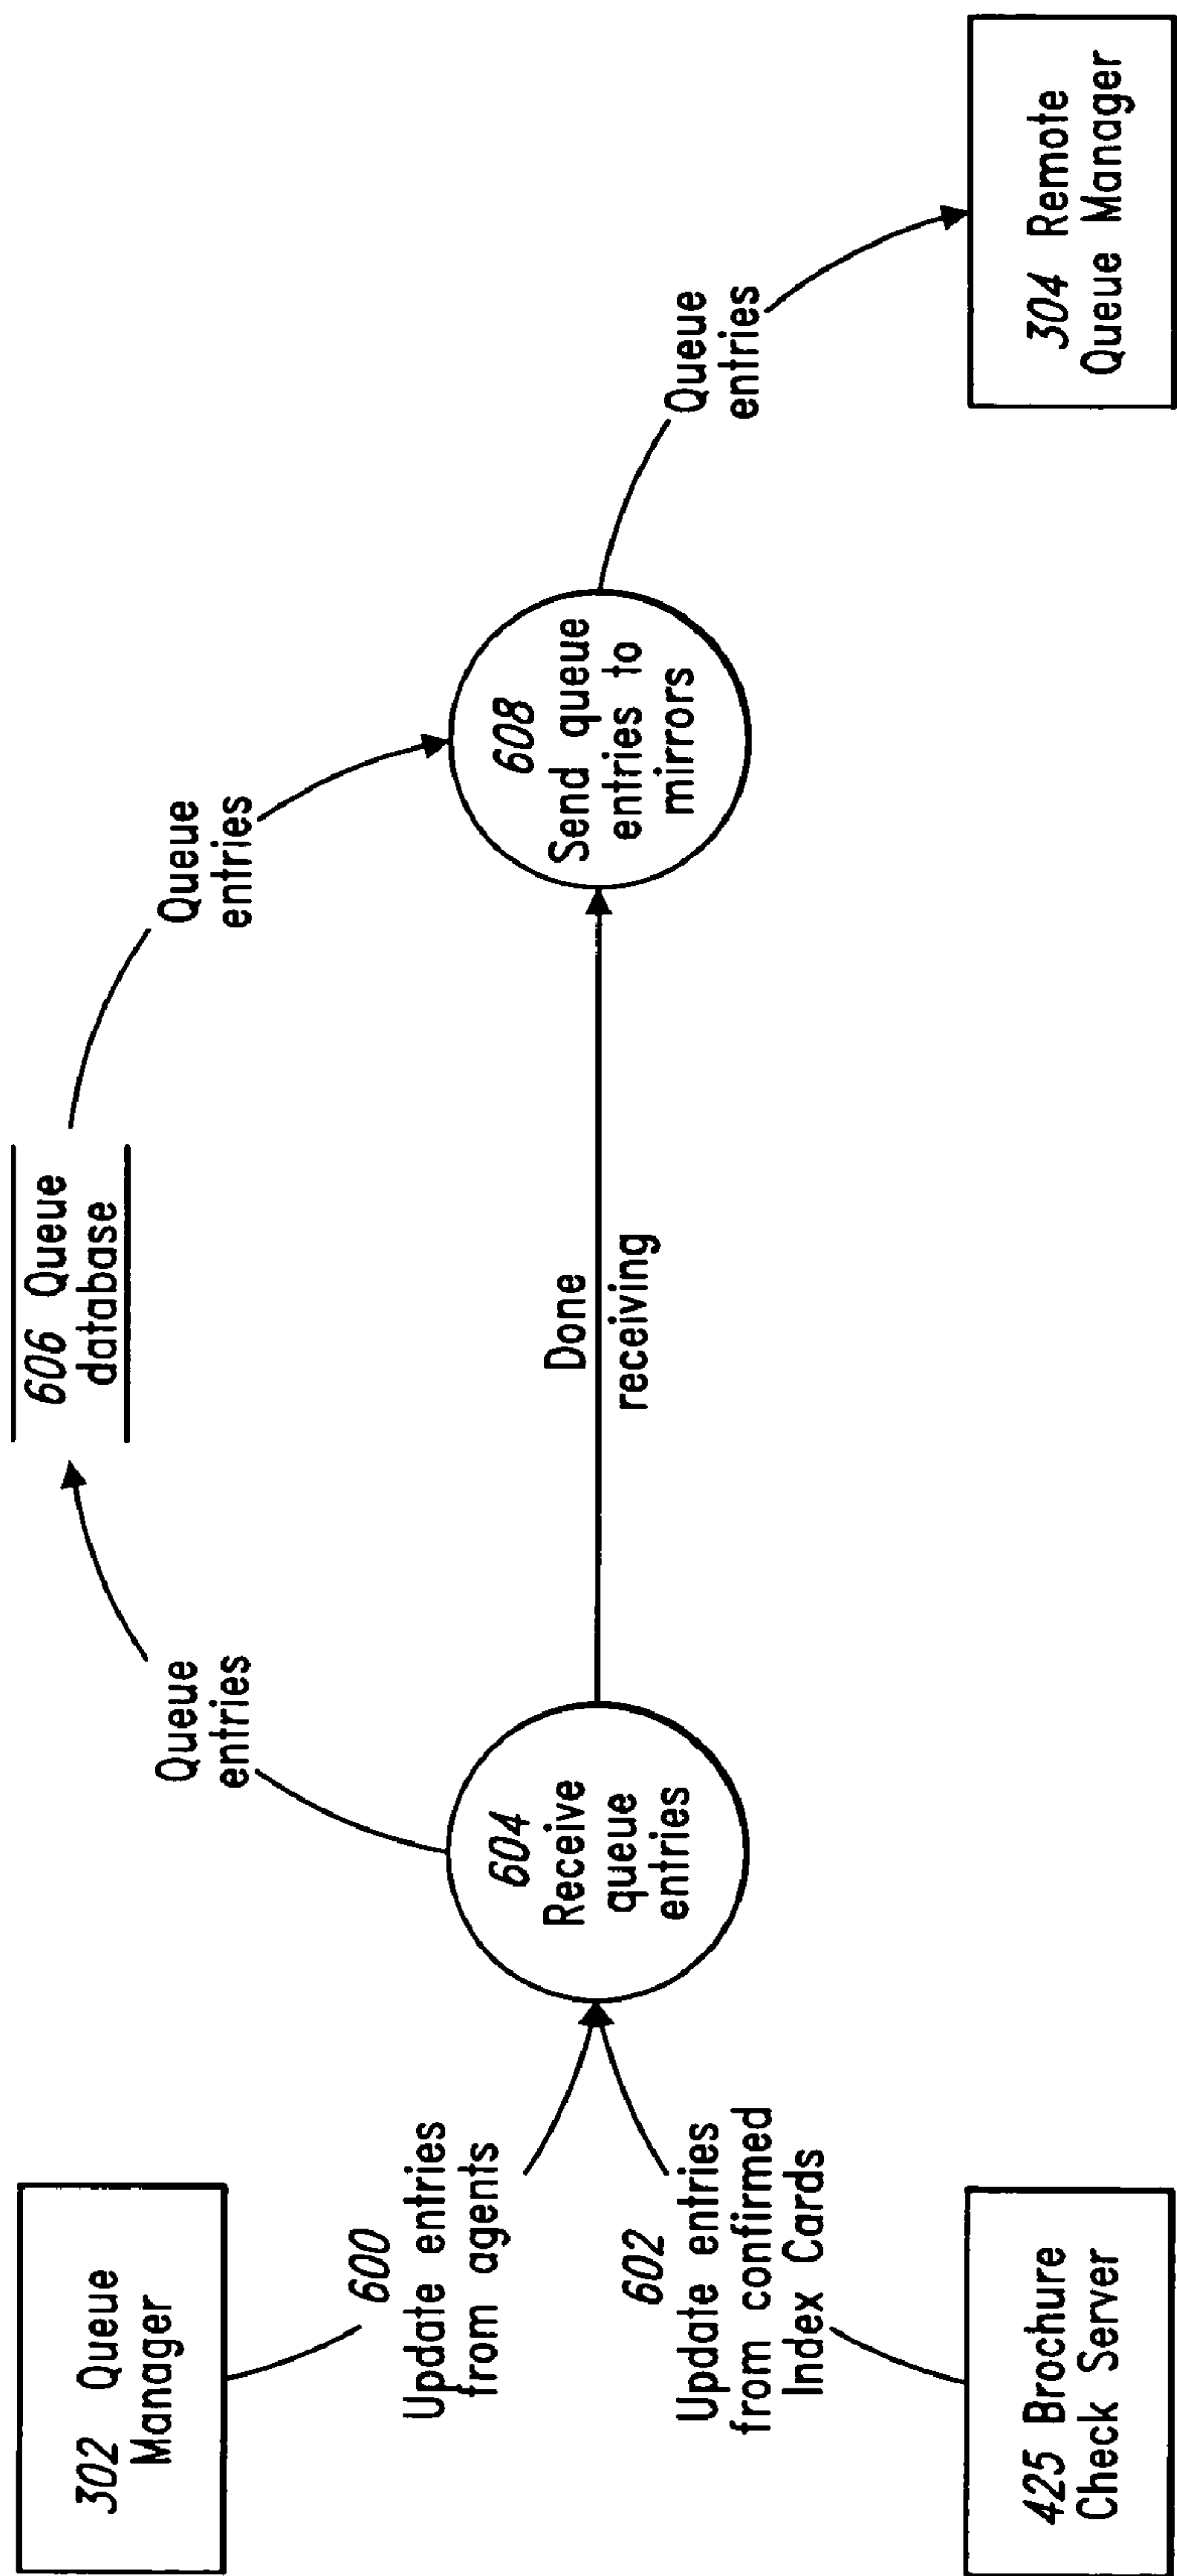 302 Queue
Manager
600
Update entries
from agents
602
Update entries
from confirmed
Index Cards
425 Brochure
Check Server
604
Receive
queue
entries
Queue
entries
606 Queue
database
Done
receiving
Queue
entries
608
Send queue
entries to
mirrors
Queue
entries
304 Remote
Queue Manager